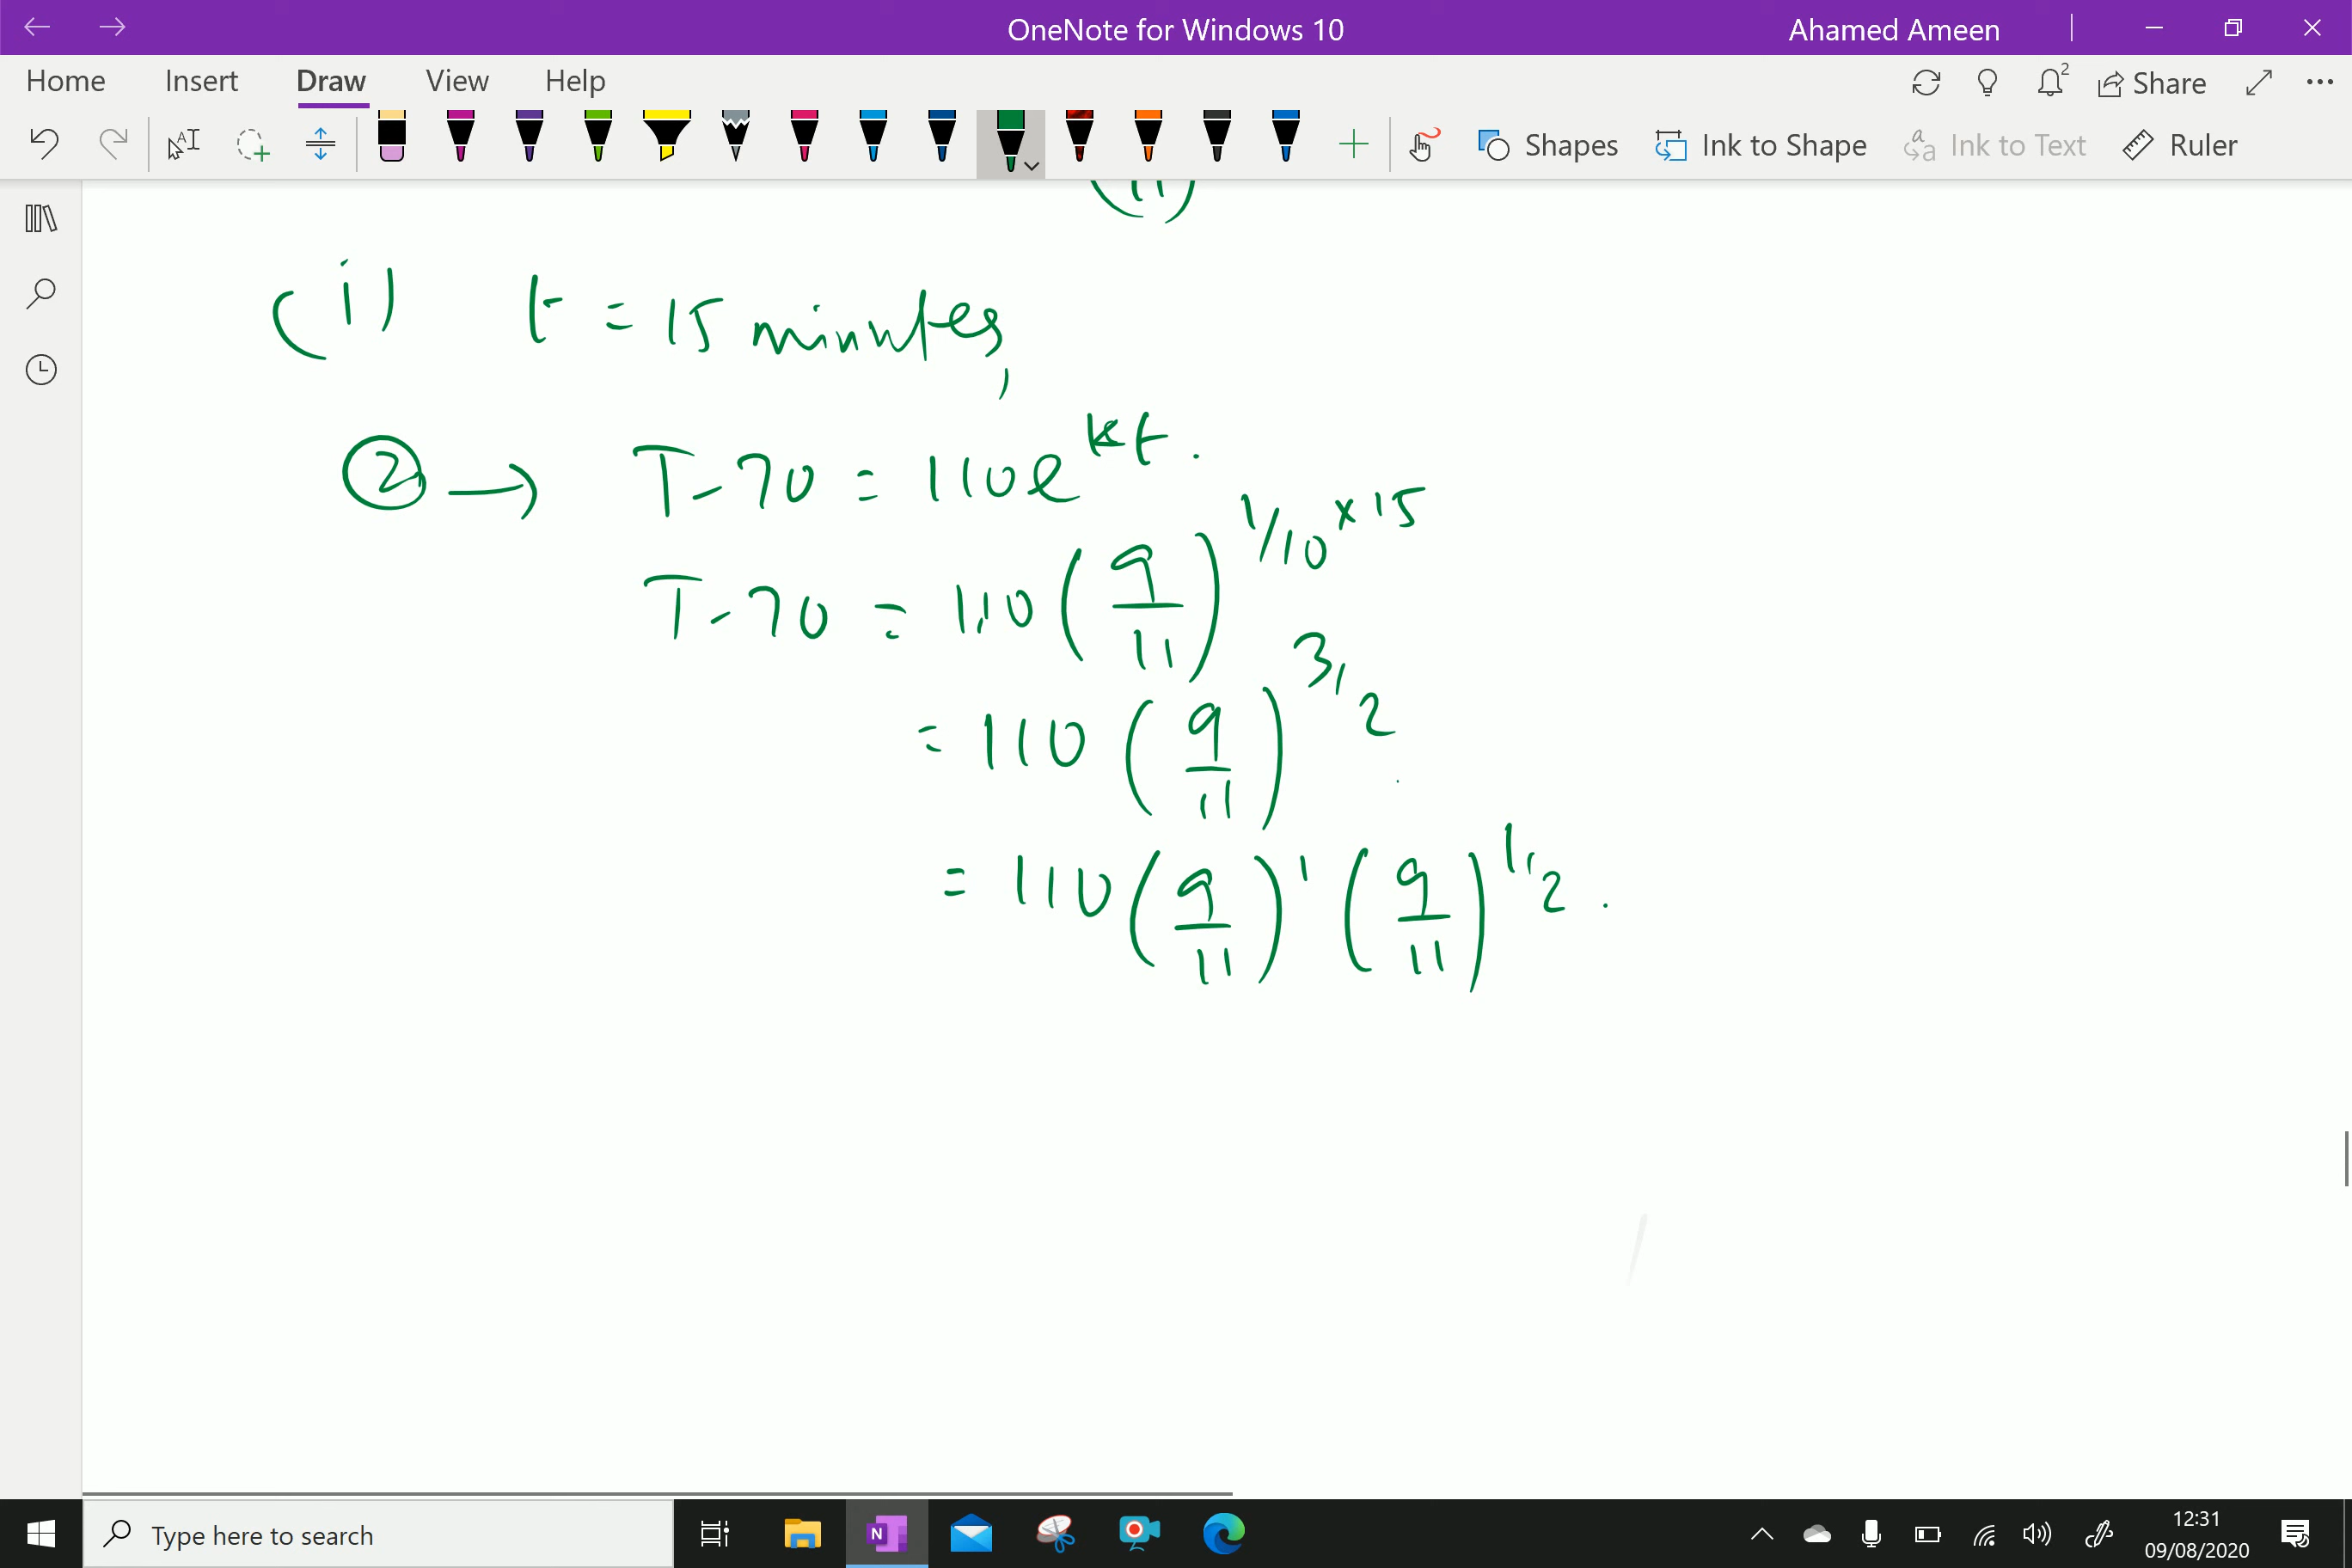 OneNote for Windows 10 Ahamed Ameen
Home Insert Draw View Help Share
Shapes Ink to Shape Ink to Text Ruler
(11)
(i) t = 15 minutes,
② → T-70 = 110e^kt.
T-70 = 110 (9/11)^1/10 × 15
= 110 (9/11)^3/2
= 110 (9/11)^1 (9/11)^1/2 .
Type here to search
12:31
09/08/2020